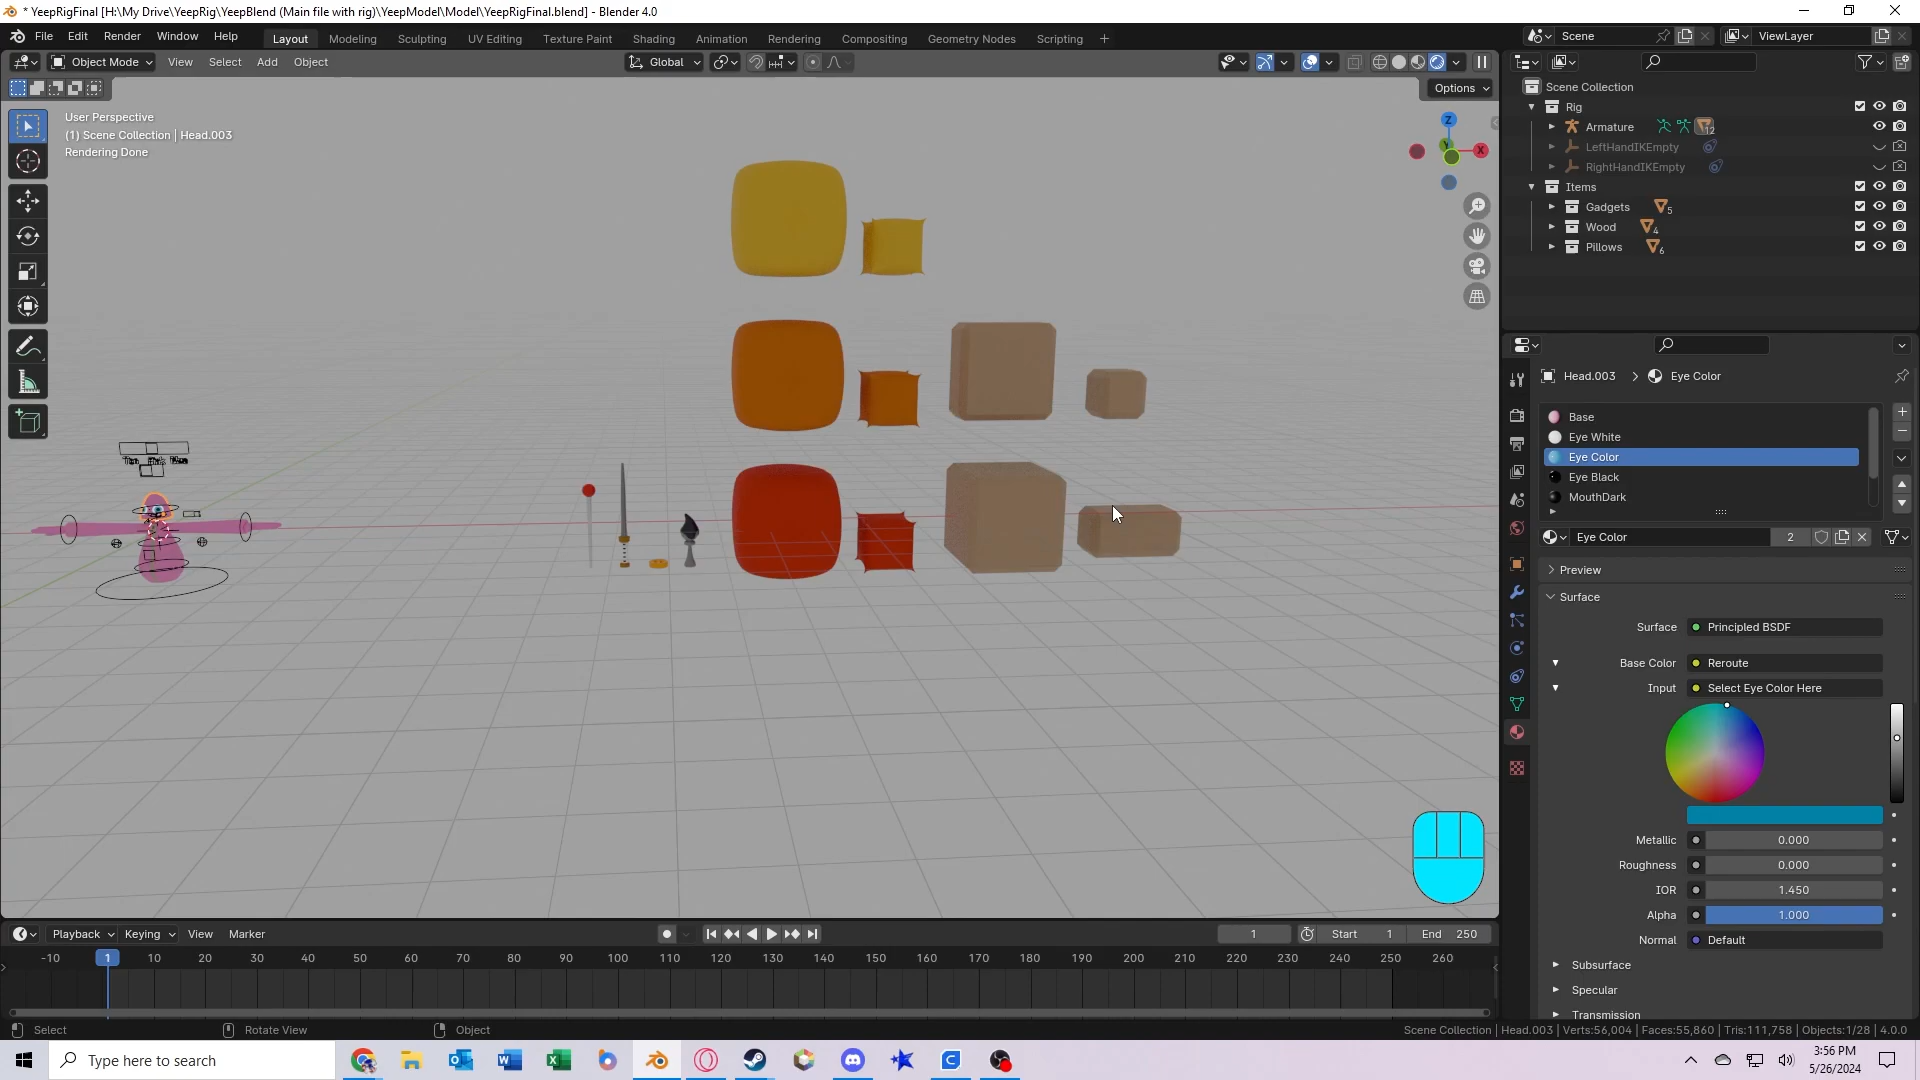 * YeepRigFinal [H:\My Drive\YeepRig\YeepBlend (Main file with rig)\YeepModel\Model\YeepRigFinal.blend] - Blender 4.0
File Edit Render Window Help
Layout Modeling Sculpting UV Editing Texture Paint Shading Animation Rendering Compositing Geometry Nodes Scripting +
Scene
ViewLayer
Object Mode View Select Add Object
Global
Options
User Perspective
(1) Scene Collection | Head.003
Rendering Done
Z
Y
X
Scene Collection
Rig
Armature 12
LeftHandIKEmpty
RightHandIKEmpty
Items
Gadgets 5
Wood 4
Pillows 6
Head.003 > Eye Color
Base
Eye White
Eye Color
Eye Black
MouthDark
Eye Color 2
Preview
Surface
Surface Principled BSDF
Base Color Reroute
Input Select Eye Color Here
Metallic 0.000
Roughness 0.000
IOR 1.450
Alpha 1.000
Normal Default
Subsurface
Specular
Transmission
Playback Keying View Marker
1 Start 1 End 250
-10 1 10 20 30 40 50 60 70 80 90 100 110 120 130 140 150 160 170 180 190 200 210 220 230 240 250 260
Select Rotate View Object
Scene Collection | Head.003 | Verts:56,004 | Faces:55,860 | Tris:111,758 | Objects:1/28 | 4.0.0
Type here to search
3:56 PM
5/26/2024